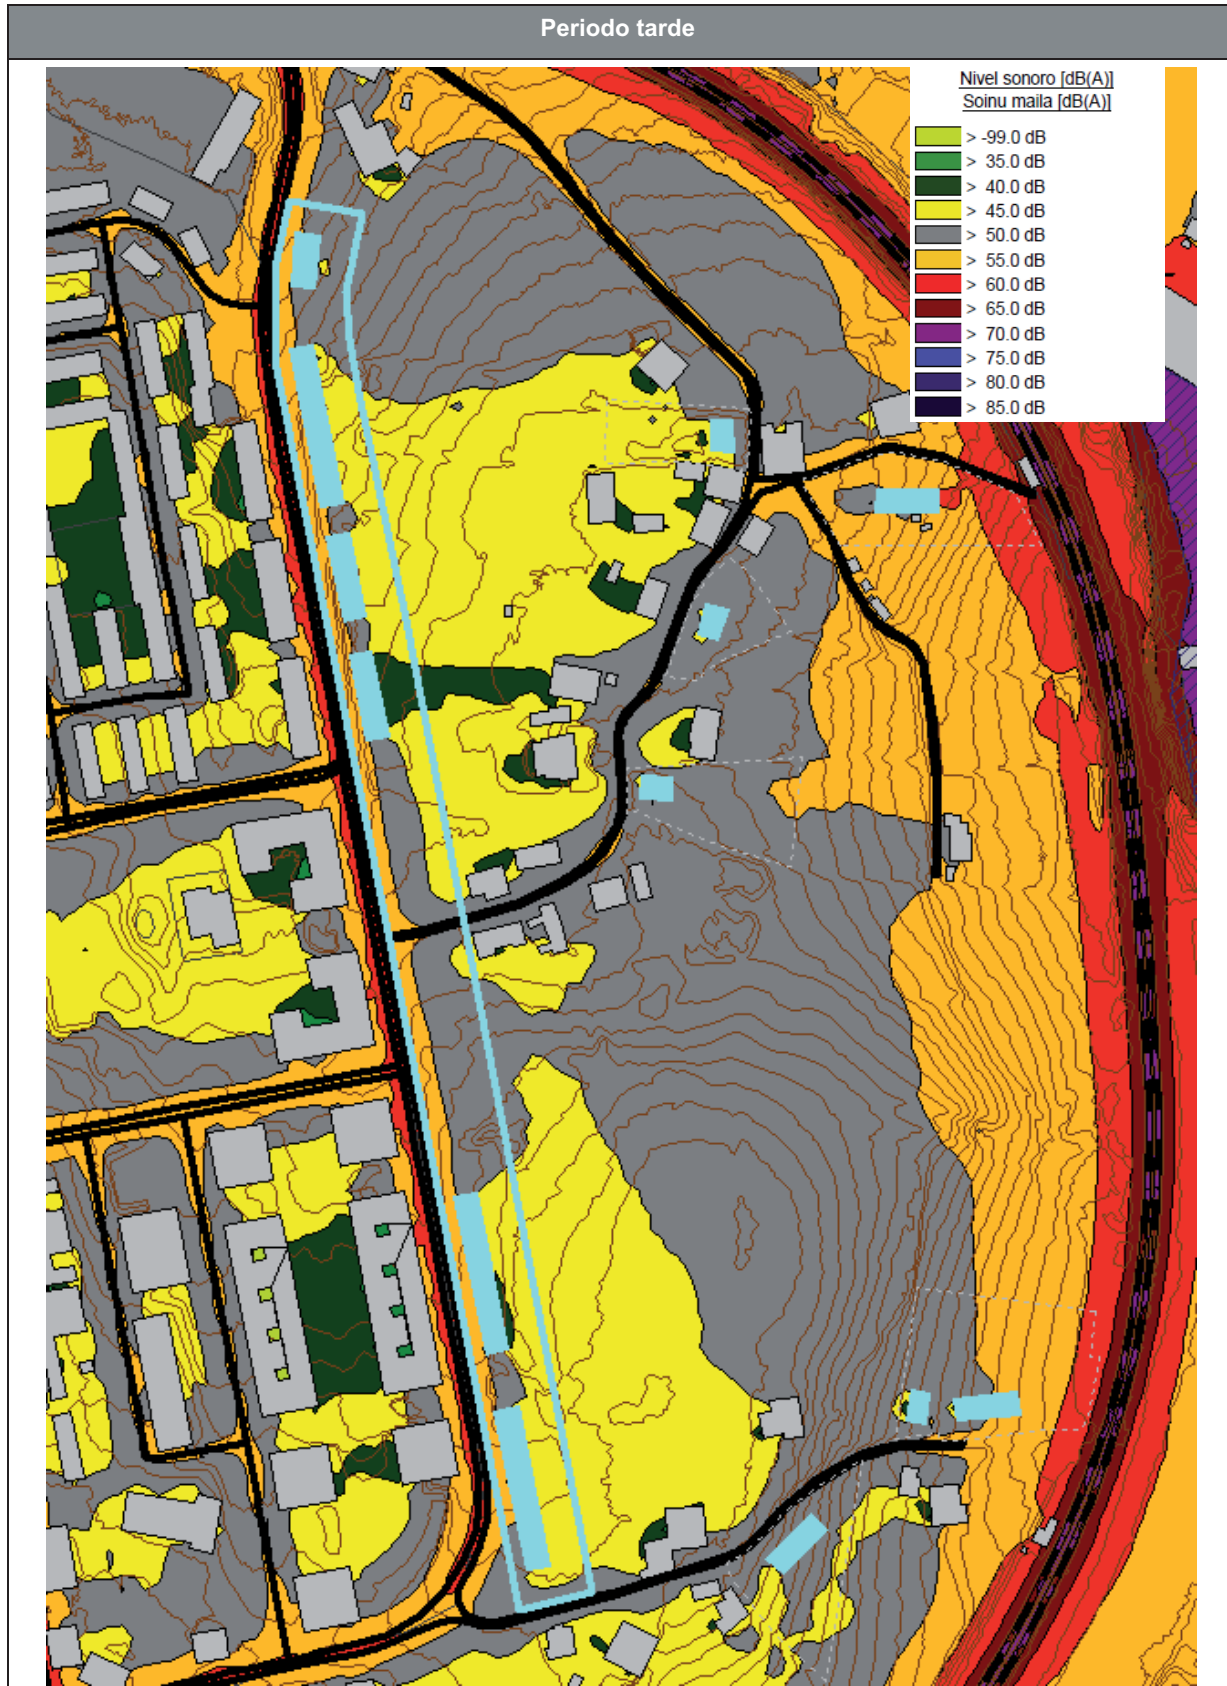 Periodo tarde
Nivel sonoro [dB(A)]
Soinu maila [dB(A)]
> -99.0 dB
> 35.0 dB
> 40.0 dB
> 45.0 dB
> 50.0 dB
> 55.0 dB
> 60.0 dB
> 65.0 dB
> 70.0 dB
> 75.0 dB
> 80.0 dB
> 85.0 dB